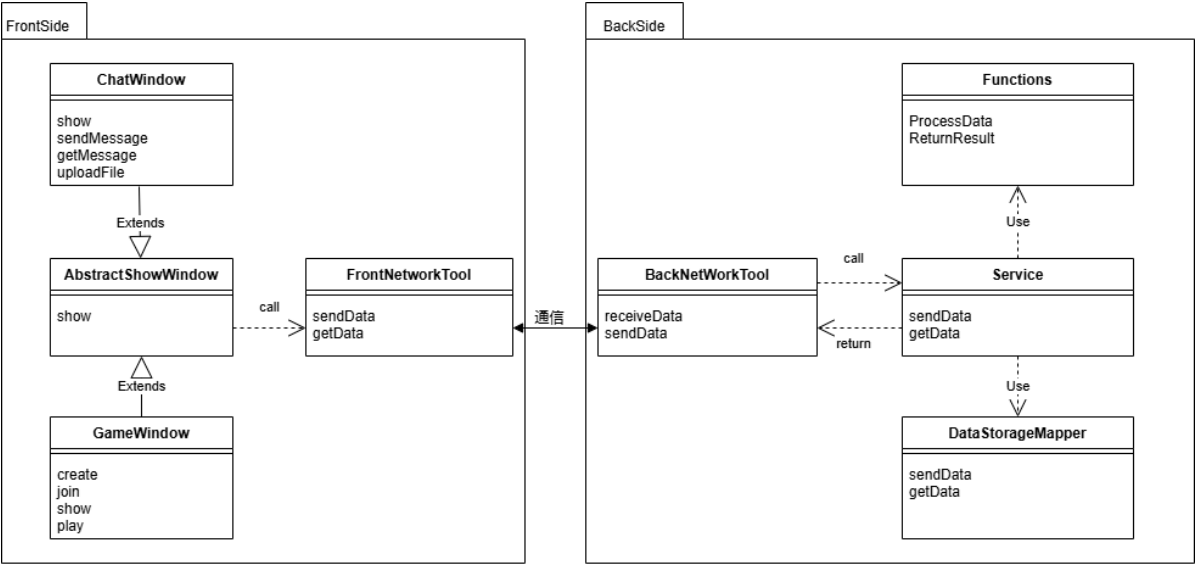 FrontSide
ChatWindow
show
sendMessage
getMessage
uploadFile
Extends
AbstractShowWindow
show
call
FrontNetworkTool
sendData
getData
Extends
GameWindow
create
join
show
play
通信
BackSide
Functions
ProcessData
ReturnResult
Use
BackNetWorkTool
receiveData
sendData
call
return
Service
sendData
getData
Use
DataStorageMapper
sendData
getData